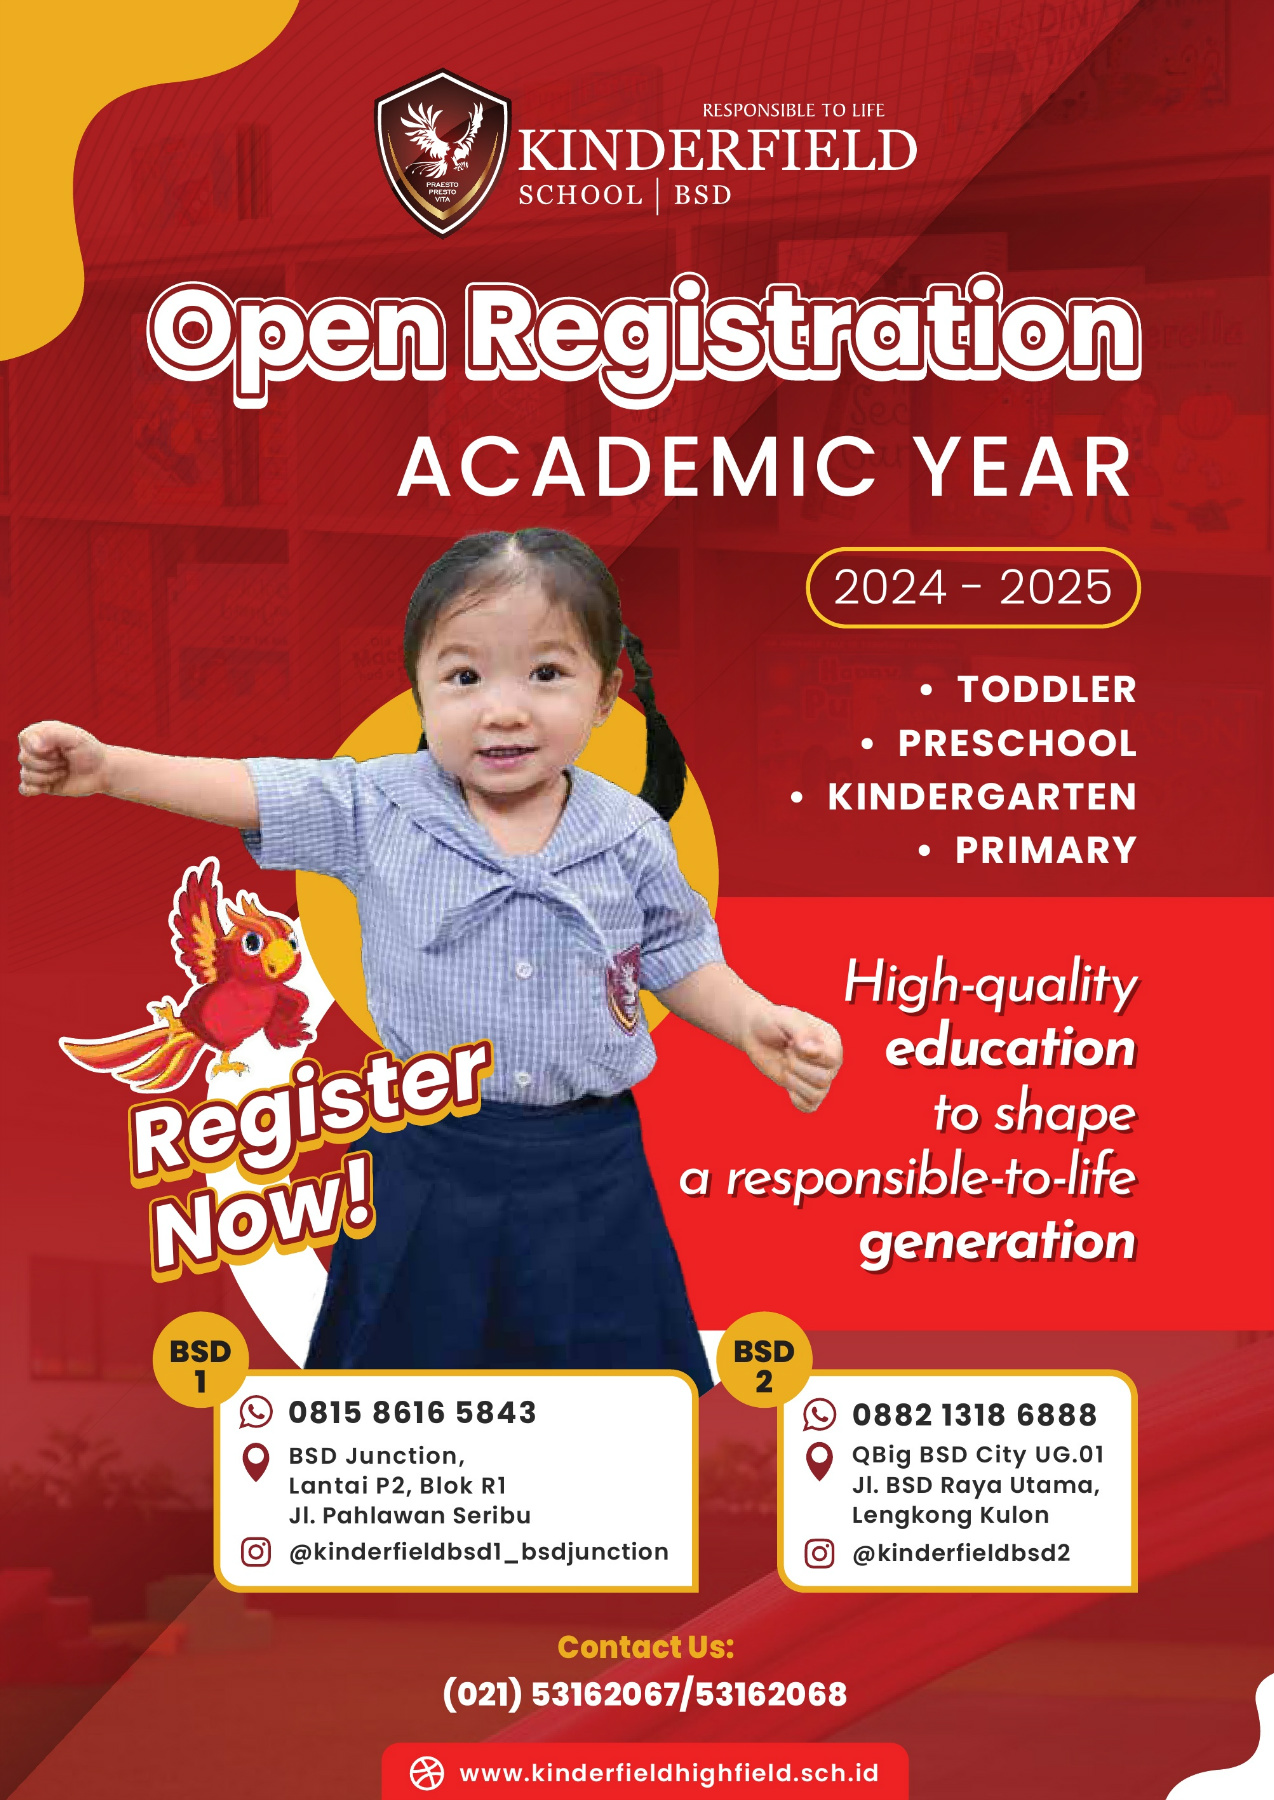 RESPONSIBLE TO LIFE
KINDERFIELD
SCHOOL | BSD
PRAESTO
PRESTO
VITA
Open Registration
ACADEMIC YEAR
2024 - 2025
• TODDLER
• PRESCHOOL
• KINDERGARTEN
• PRIMARY
High-quality
education
to shape
a responsible-to-life
generation
Register
Now!
BSD
1
0815 8616 5843
BSD Junction,
Lantai P2, Blok R1
Jl. Pahlawan Seribu
@kinderfieldbsd1_bsdjunction
BSD
2
0882 1318 6888
QBig BSD City UG.01
Jl. BSD Raya Utama,
Lengkong Kulon
@kinderfieldbsd2
Contact Us:
(021) 53162067/53162068
www.kinderfieldhighfield.sch.id